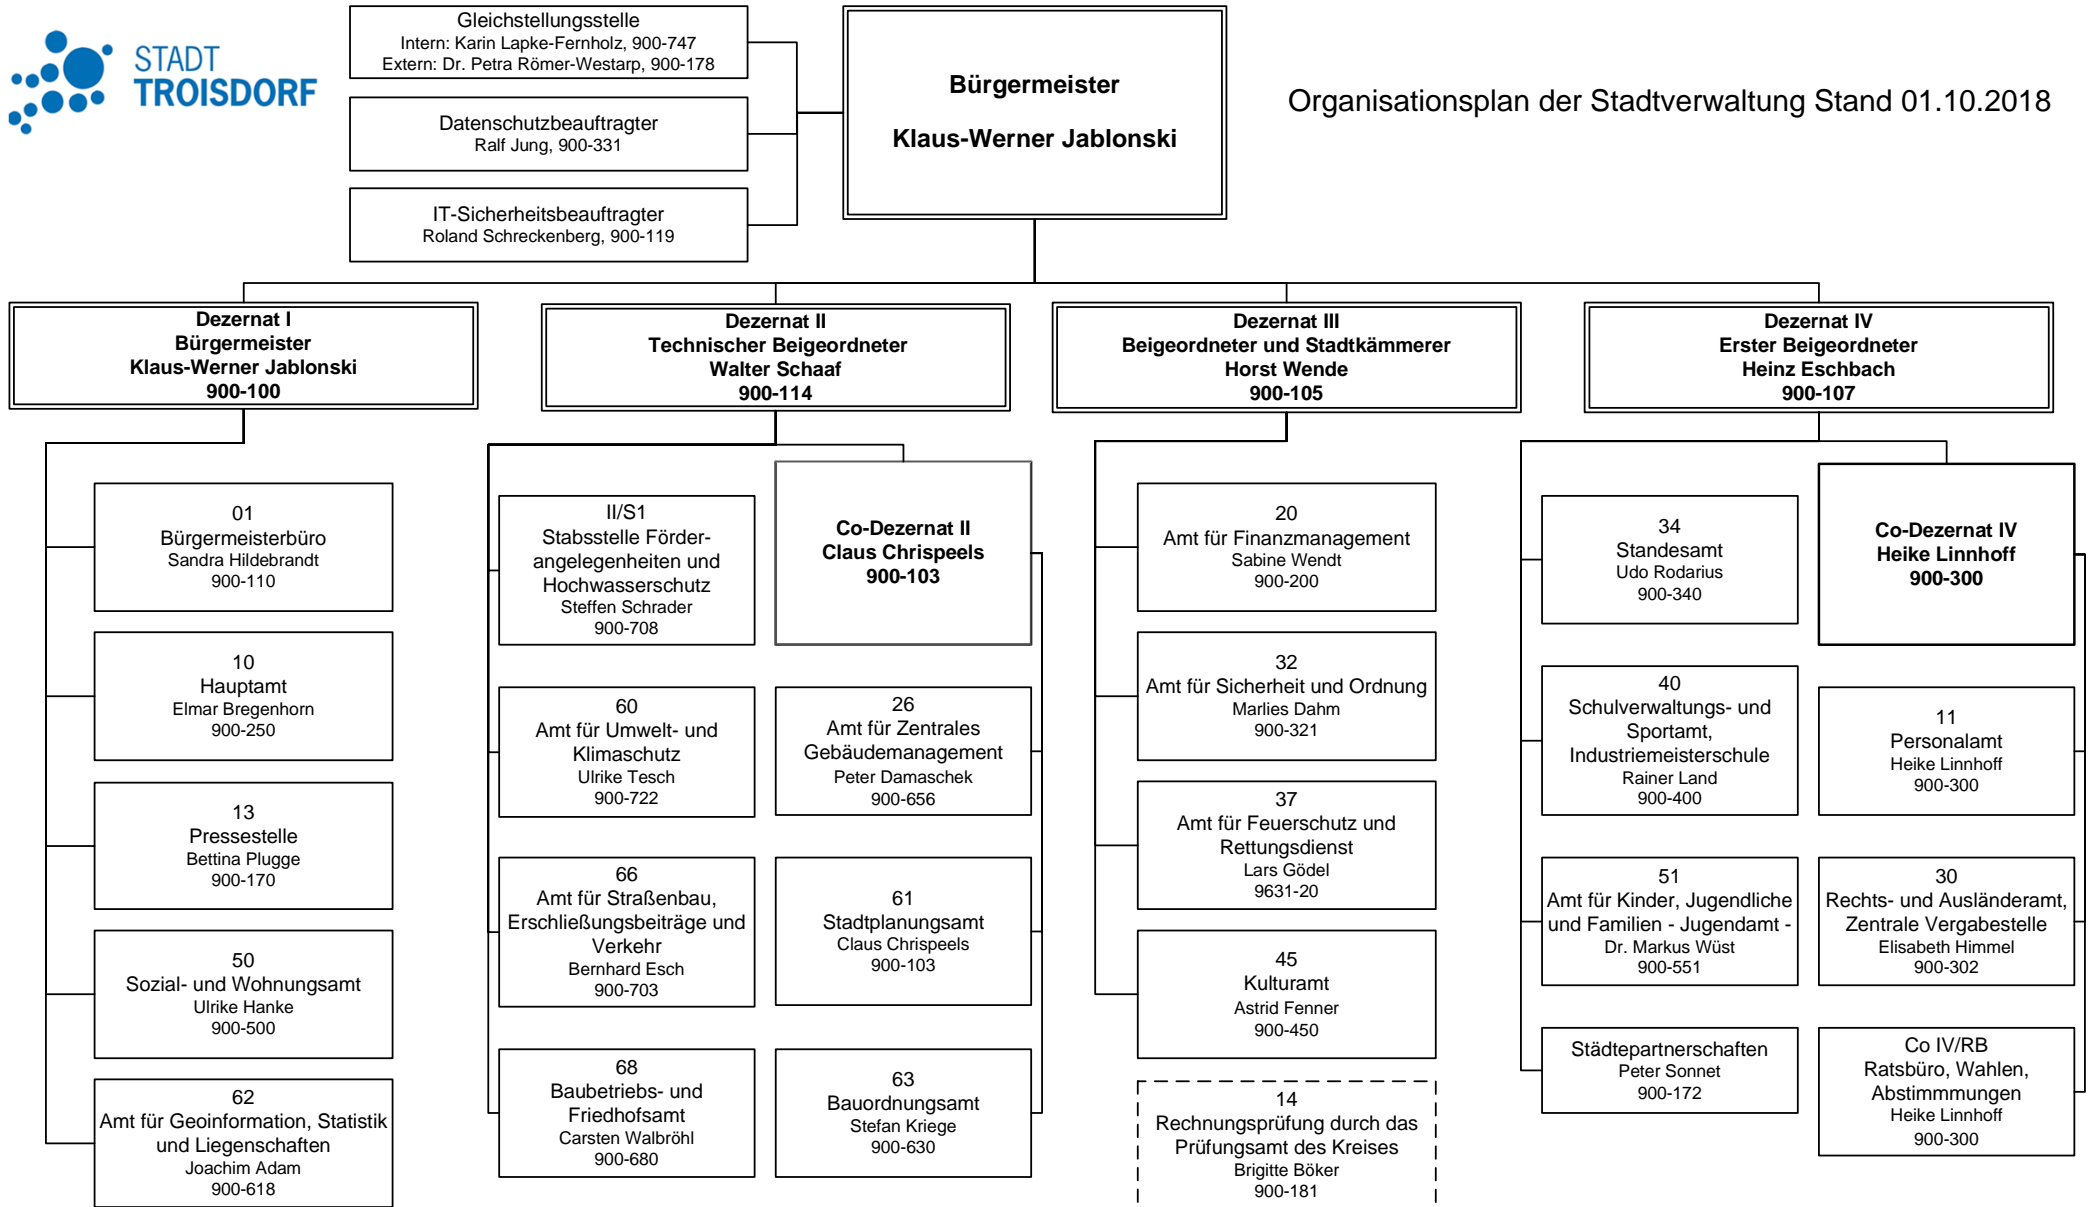 STADT
TROISDORF
Gleichstellungsstelle
Intern: Karin Lapke-Fernholz, 900-747
Extern: Dr. Petra Römer-Westarp, 900-178
Datenschutzbeauftragter
Ralf Jung, 900-331
IT-Sicherheitsbeauftragter
Roland Schreckenberg, 900-119
Bürgermeister
Klaus-Werner Jablonski
Organisationsplan der Stadtverwaltung Stand 01.10.2018
Dezernat I
Bürgermeister
Klaus-Werner Jablonski
900-100
Dezernat II
Technischer Beigeordneter
Walter Schaaf
900-114
Dezernat III
Beigeordneter und Stadtkämmerer
Horst Wende
900-105
Dezernat IV
Erster Beigeordneter
Heinz Eschbach
900-107
01
Bürgermeisterbüro
Sandra Hildebrandt
900-110
10
Hauptamt
Elmar Bregenhorn
900-250
13
Pressestelle
Bettina Plugge
900-170
50
Sozial- und Wohnungsamt
Ulrike Hanke
900-500
62
Amt für Geoinformation, Statistik
und Liegenschaften
Joachim Adam
900-618
II/S1
Stabsstelle Förder-
angelegenheiten und
Hochwasserschutz
Steffen Schrader
900-708
60
Amt für Umwelt- und
Klimaschutz
Ulrike Tesch
900-722
66
Amt für Straßenbau,
Erschließungsbeiträge und
Verkehr
Bernhard Esch
900-703
68
Baubetriebs- und
Friedhofsamt
Carsten Walbröhl
900-680
Co-Dezernat II
Claus Chrispeels
900-103
26
Amt für Zentrales
Gebäudemanagement
Peter Damaschek
900-656
61
Stadtplanungsamt
Claus Chrispeels
900-103
63
Bauordnungsamt
Stefan Kriege
900-630
20
Amt für Finanzmanagement
Sabine Wendt
900-200
32
Amt für Sicherheit und Ordnung
Marlies Dahm
900-321
37
Amt für Feuerschutz und
Rettungsdienst
Lars Gödel
9631-20
45
Kulturamt
Astrid Fenner
900-450
14
Rechnungsprüfung durch das
Prüfungsamt des Kreises
Brigitte Böker
900-181
34
Standesamt
Udo Rodarius
900-340
40
Schulverwaltungs- und
Sportamt,
Industriemeisterschule
Rainer Land
900-400
51
Amt für Kinder, Jugendliche
und Familien - Jugendamt -
Dr. Markus Wüst
900-551
Städtepartnerschaften
Peter Sonnet
900-172
Co-Dezernat IV
Heike Linnhoff
900-300
11
Personalamt
Heike Linnhoff
900-300
30
Rechts- und Ausländeramt,
Zentrale Vergabestelle
Elisabeth Himmel
900-302
Co IV/RB
Ratsbüro, Wahlen,
Abstimmmungen
Heike Linnhoff
900-300